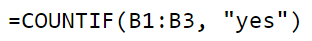 =COUNTIF(B1:B3, "yes")